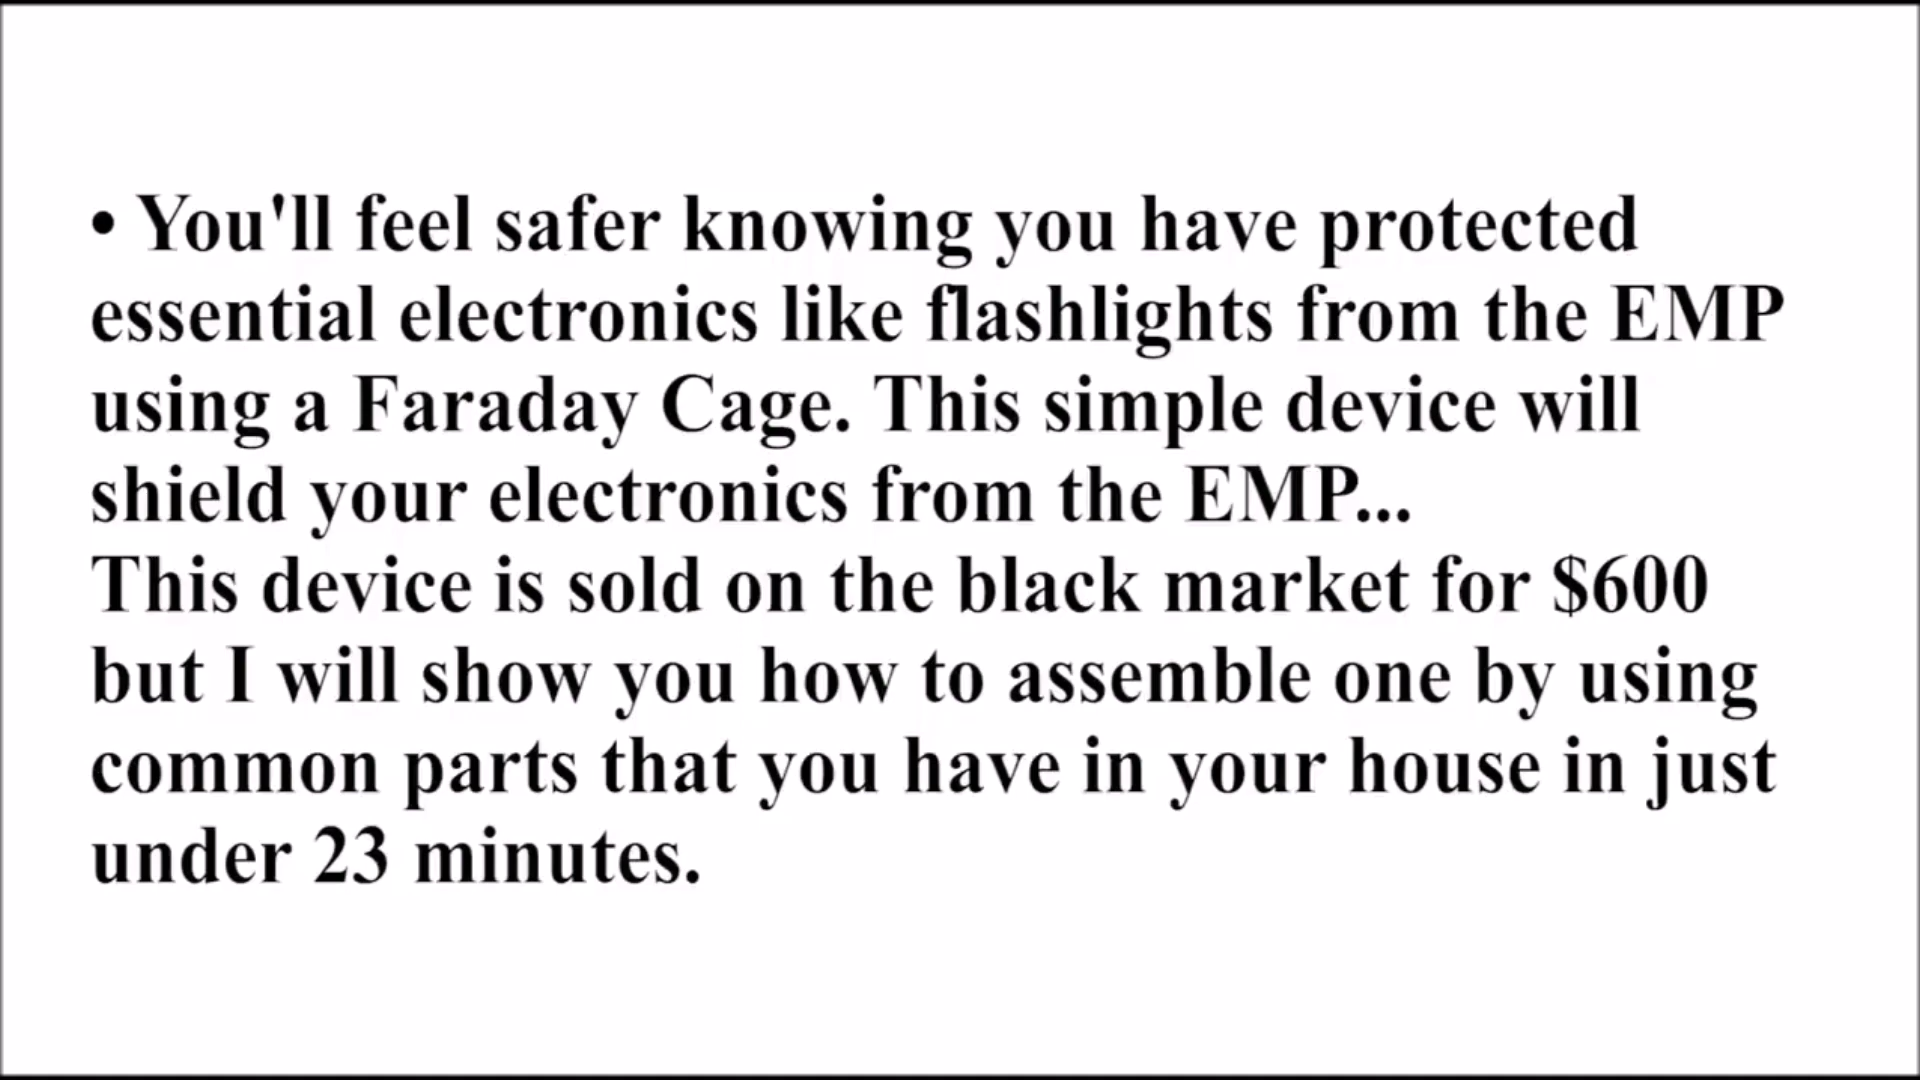 • You'll feel safer knowing you have protected
essential electronics like flashlights from the EMP
using a Faraday Cage. This simple device will
shield your electronics from the EMP...
This device is sold on the black market for $600
but I will show you how to assemble one by using
common parts that you have in your house in just
under 23 minutes.